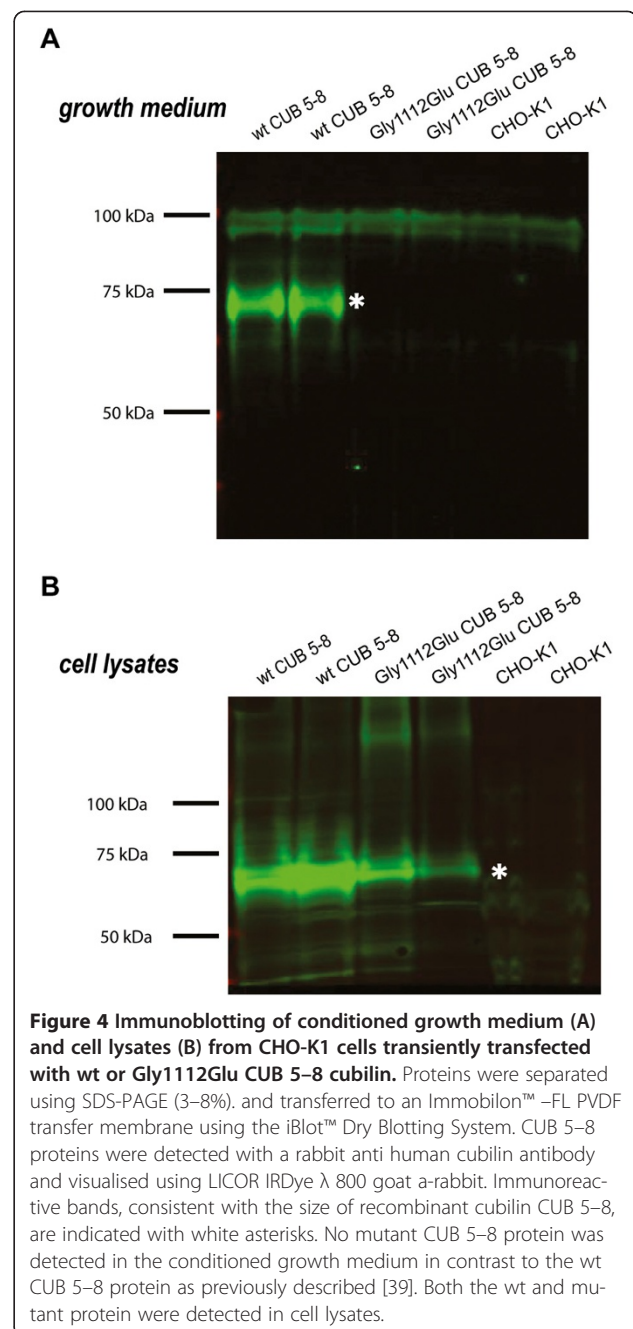 A
growth medium
wt CUB 5-8
wt CUB 5-8
Gly1112Glu CUB 5-8
Gly1112Glu CUB 5-8
CHO-K1
CHO-K1
100 kDa
75 kDa
*
50 kDa
B
cell lysates
wt CUB 5-8
wt CUB 5-8
Gly1112Glu CUB 5-8
Gly1112Glu CUB 5-8
CHO-K1
CHO-K1
100 kDa
75 kDa
*
50 kDa
Figure 4 Immunoblotting of conditioned growth medium (A)
and cell lysates (B) from CHO-K1 cells transiently transfected
with wt or Gly1112Glu CUB 5–8 cubilin. Proteins were separated
using SDS-PAGE (3–8%). and transferred to an Immobilon™ –FL PVDF
transfer membrane using the iBlot™ Dry Blotting System. CUB 5–8
proteins were detected with a rabbit anti human cubilin antibody
and visualised using LICOR IRDye λ 800 goat a-rabbit. Immunoreac-
tive bands, consistent with the size of recombinant cubilin CUB 5–8,
are indicated with white asterisks. No mutant CUB 5–8 protein was
detected in the conditioned growth medium in contrast to the wt
CUB 5–8 protein as previously described [39]. Both the wt and mu-
tant protein were detected in cell lysates.